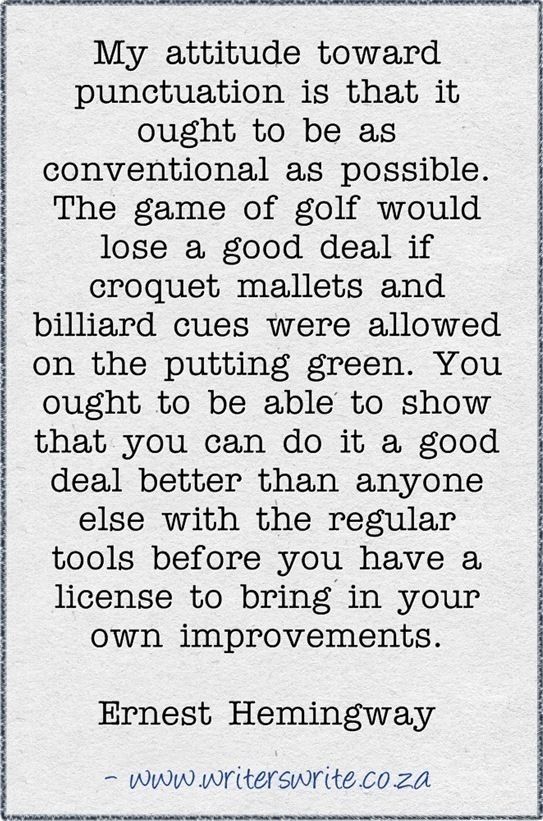 My attitude toward
punctuation is that it
ought to be as
conventional as possible.
The game of golf would
lose a good deal if
croquet mallets and
billiard cues were allowed
on the putting green. You
ought to be able to show
that you can do it a good
deal better than anyone
else with the regular
tools before you have a
license to bring in your
own improvements.
Ernest Hemingway
- www.writerswrite.co.za